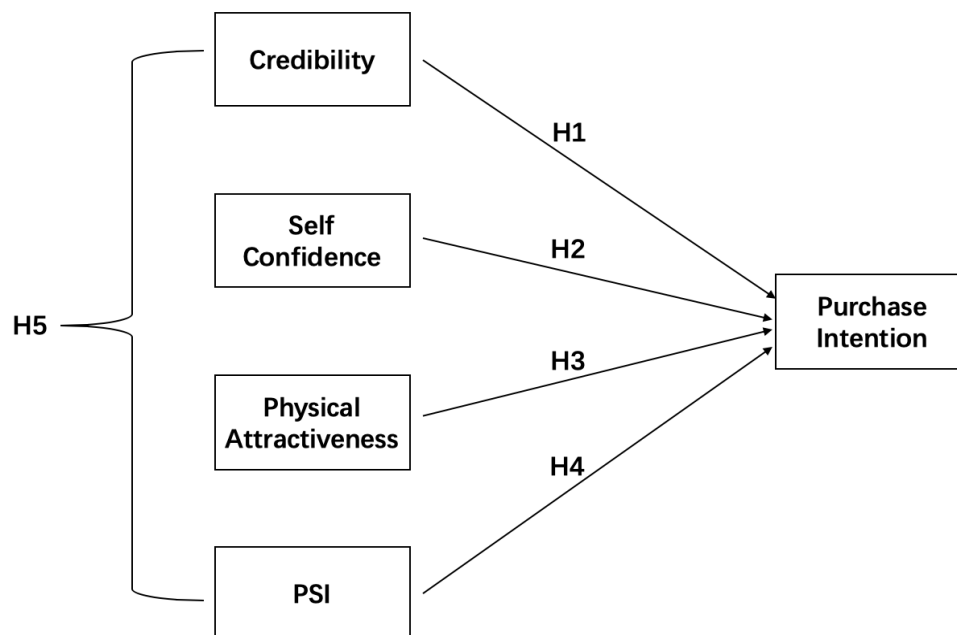 Credibility
H1
Self
Confidence
H2
Purchase
Intention
H5
H3
Physical
Attractiveness
H4
PSI